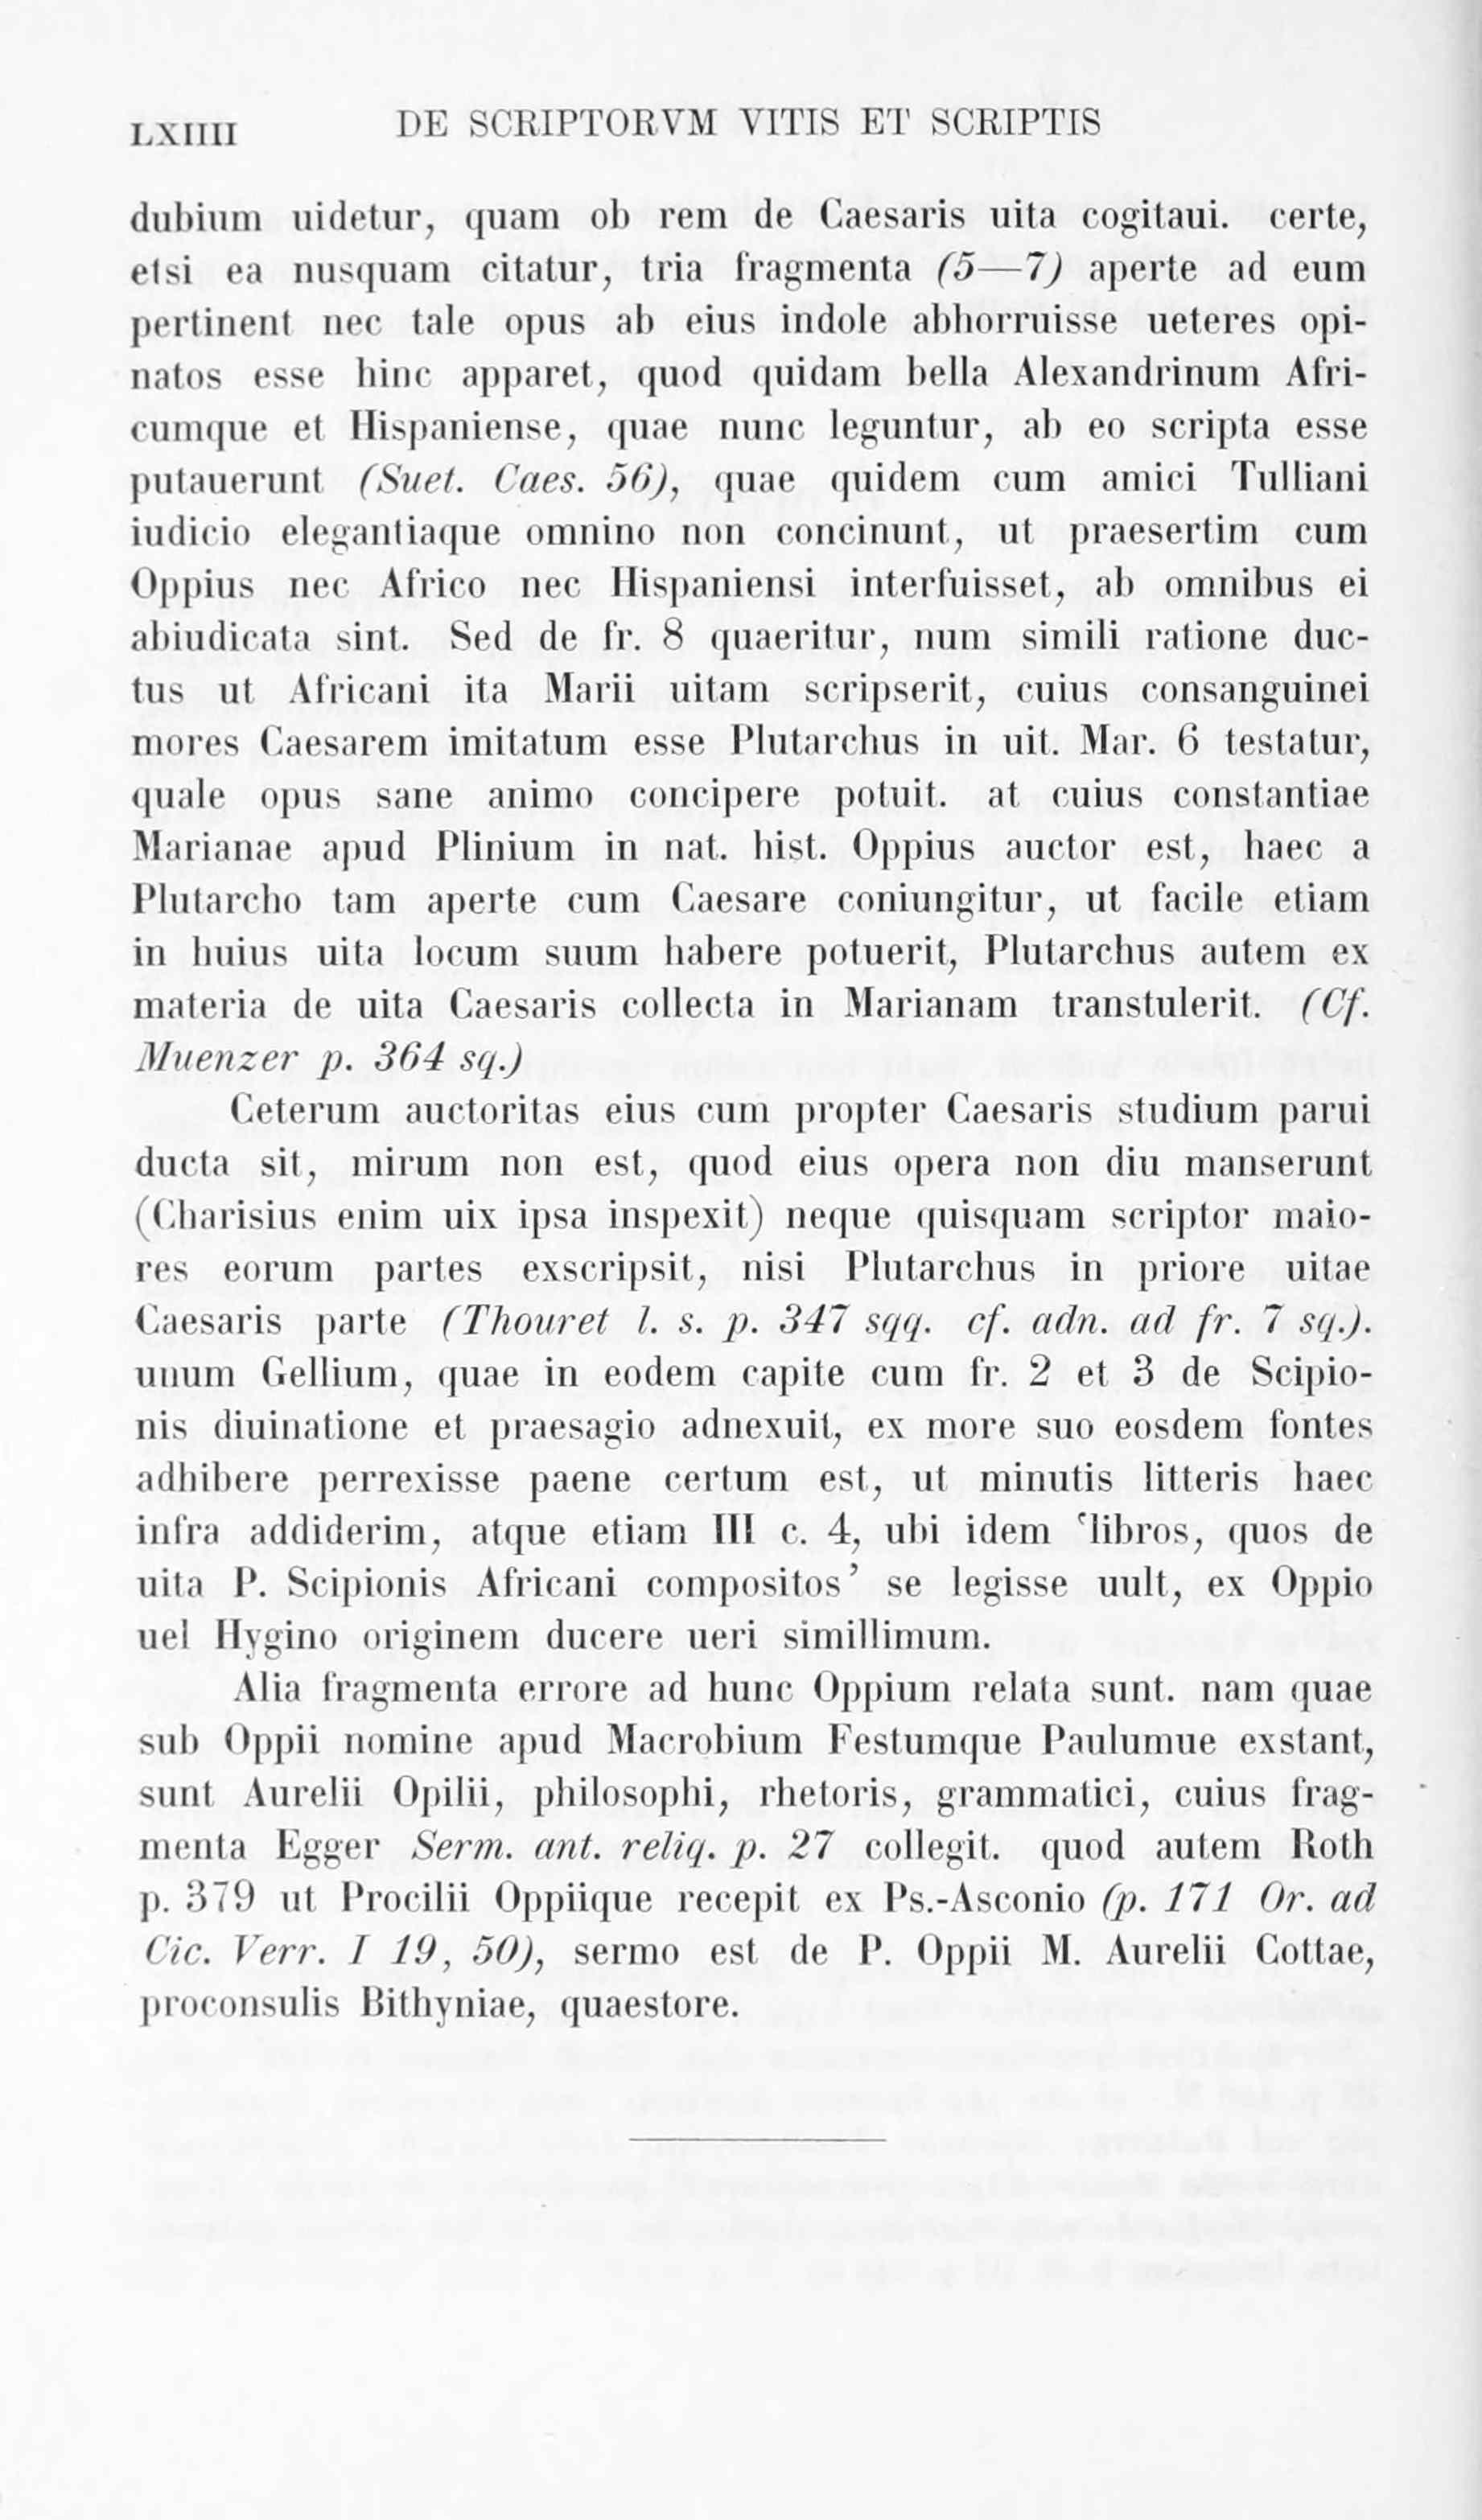 LXIIII DE SCRIPTORVM VITIS ET SCRIPTIS
dubium uidetur, quam ob rem de Caesaris uita cogitaui. certe,
etsi ea nusquam citatur, tria fragmenta (5—7) aperte ad eum
pertinent nec tale opus ab eius indole abhorruisse ueteres opi-
natos esse hinc apparet, quod quidam bella Alexandrinum Afri-
cumque et Hispaniense, quae nunc leguntur, ab eo scripta esse
putauerunt (Suet. Caes. 56), quae quidem cum amici Tulliani
iudicio elegantiaque omnino non concinunt, ut praesertim cum
Oppius nec Africo nec Hispaniensi interfuisset, ab omnibus ei
abiudicata sint. Sed de fr. 8 quaeritur, num simili ratione duc-
tus ut Africani ita Marii uitam scripserit, cuius consanguinei
mores Caesarem imitatum esse Plutarchus in uit. Mar. 6 testatur,
quale opus sane animo concipere potuit. at cuius constantiae
Marianae apud Plinium in nat. hist. Oppius auctor est, haec a
Plutarcho tam aperte cum Caesare coniungitur, ut facile etiam
in huius uita locum suum habere potuerit, Plutarchus autem ex
materia de uita Caesaris collecta in Marianam transtulerit. (Cf.
Muenzer p. 364 sq.)
Ceterum auctoritas eius cum propter Caesaris studium parui
ducta sit, mirum non est, quod eius opera non diu manserunt
(Charisius enim uix ipsa inspexit) neque quisquam scriptor maio-
res eorum partes exscripsit, nisi Plutarchus in priore uitae
Caesaris parte (Thouret l. s. p. 347 sqq. cf. adn. ad fr. 7 sq.).
unum Gellium, quae in eodem capite cum fr. 2 et 3 de Scipio-
nis diuinatione et praesagio adnexuit, ex more suo eosdem fontes
adhibere perrexisse paene certum est, ut minutis litteris haec
infra addiderim, atque etiam III c. 4, ubi idem ‘libros, quos de
uita P. Scipionis Africani compositos’ se legisse uult, ex Oppio
uel Hygino originem ducere ueri simillimum.
Alia fragmenta errore ad hunc Oppium relata sunt. nam quae
sub Oppii nomine apud Macrobium Festumque Paulumue exstant,
sunt Aurelii Opilii, philosophi, rhetoris, grammatici, cuius frag-
menta Egger Serm. ant. reliq. p. 27 collegit. quod autem Roth
p. 379 ut Procilii Oppiique recepit ex Ps.-Asconio (p. 171 Or. ad
Cic. Verr. I 19, 50), sermo est de P. Oppii M. Aurelii Cottae,
proconsulis Bithyniae, quaestore.